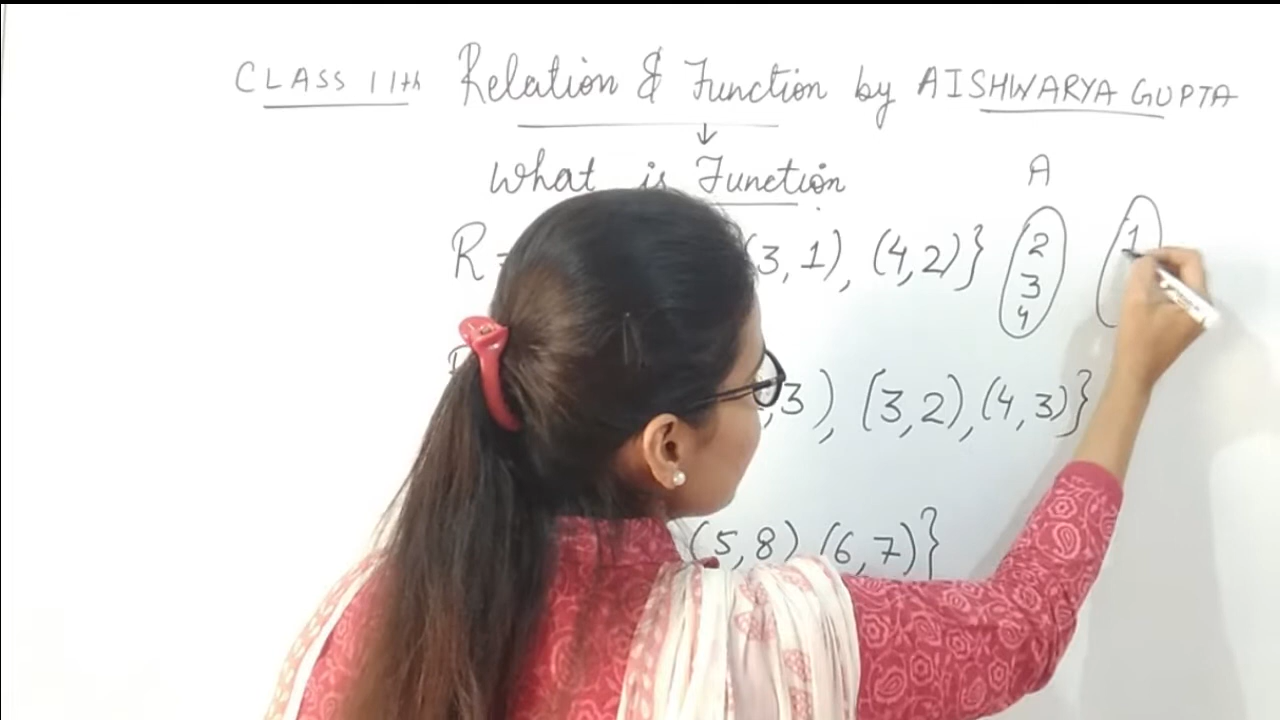 CLASS 11th Relation & Function by AISHWARYA GUPTA
↓
What is Function
A
R = (3,1), (4,2)}
2
3
4
1
,3), (3,2), (4,3)}
(5,8) (6,7)}